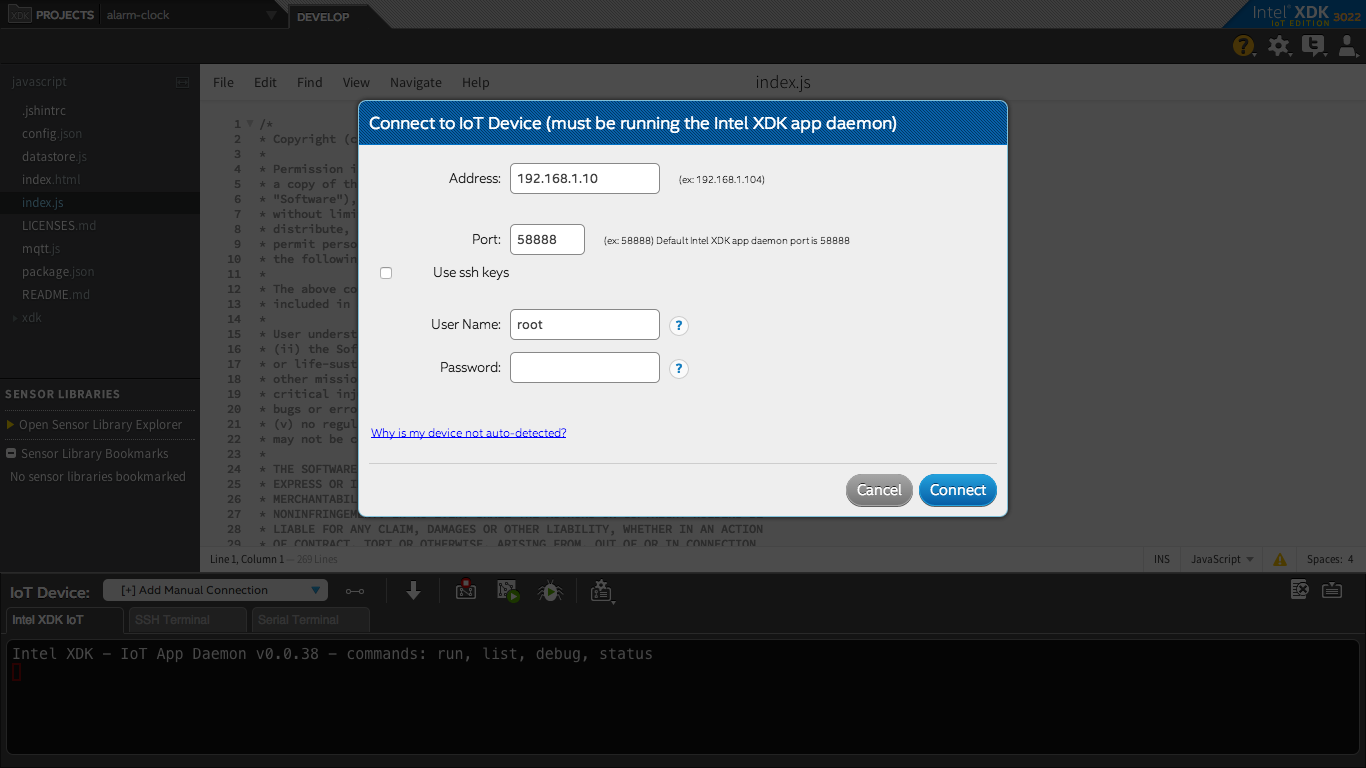 XDK PROJECTS alarm-clock DEVELOP
Intel® XDK
IoT EDITION 3022
javascript
File Edit Find View Navigate Help index.js
.jshintrc
config.json
datastore.js
index.html
index.js
LICENSES.md
mqtt.js
package.json
README.md
xdk
SENSOR LIBRARIES
Open Sensor Library Explorer
Sensor Library Bookmarks
No sensor libraries bookmarked
1 /*
2 * Copyright (c
3 *
4 * Permission i
5 * a copy of th
6 * "Software"),
7 * without limi
8 * distribute,
9 * permit perso
10 * the followin
11 *
12 * The above co
13 * included in
14 *
15 * User underst
16 * (ii) the Sof
17 * or life-sust
18 * other missio
19 * critical inj
20 * bugs or erro
21 * (v) no regul
22 * may not be c
23 *
24 * THE SOFTWARE
25 * EXPRESS OR I
26 * MERCHANTABIL
27 * NONINFRINGEM
28 * LIABLE FOR ANY CLAIM, DAMAGES OR OTHER LIABILITY, WHETHER IN AN ACTION
29 * OF CONTRACT, TORT OR OTHERWISE, ARISING FROM, OUT OF OR IN CONNECTION
Connect to IoT Device (must be running the Intel XDK app daemon)
Address: 192.168.1.10 (ex: 192.168.1.104)
Port: 58888 (ex: 58888) Default Intel XDK app daemon port is 58888
Use ssh keys
User Name: root ?
Password: ?
Why is my device not auto-detected?
Cancel Connect
Line 1, Column 1 — 269 Lines INS JavaScript Spaces: 4
IoT Device: [+] Add Manual Connection
Intel XDK IoT SSH Terminal Serial Terminal
Intel XDK - IoT App Daemon v0.0.38 - commands: run, list, debug, status